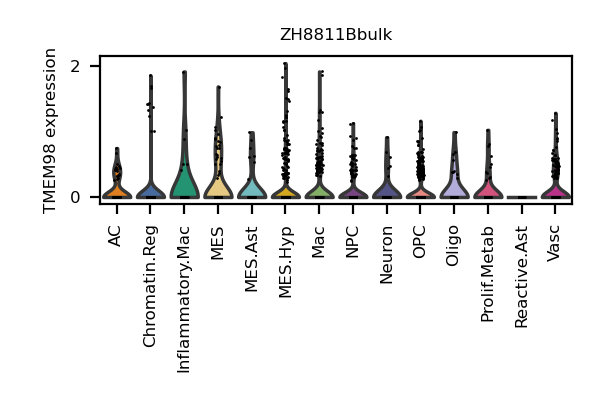 ZH8811Bbulk
TMEM98 expression
2
0
AC
Chromatin.Reg
Inflammatory.Mac
MES
MES.Ast
MES.Hyp
Mac
NPC
Neuron
OPC
Oligo
Prolif.Metab
Reactive.Ast
Vasc